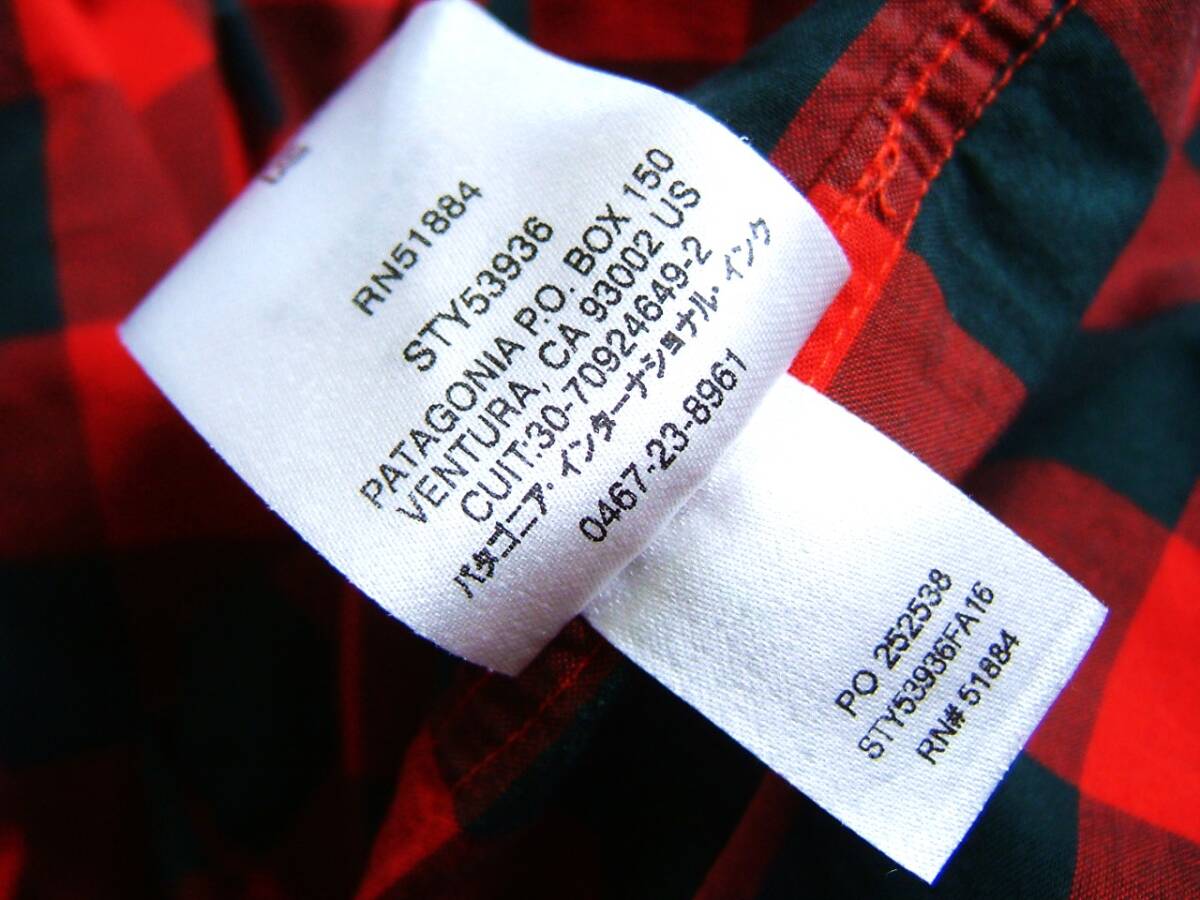 RN51884
STY53936
PATAGONIA P.O. BOX 150
VENTURA, CA 93002 US
CUIT:30-70924649-2
パタゴニア・インターナショナル・インク
0467-23-8961
PO 252538
STY53936FA16
RN# 51884